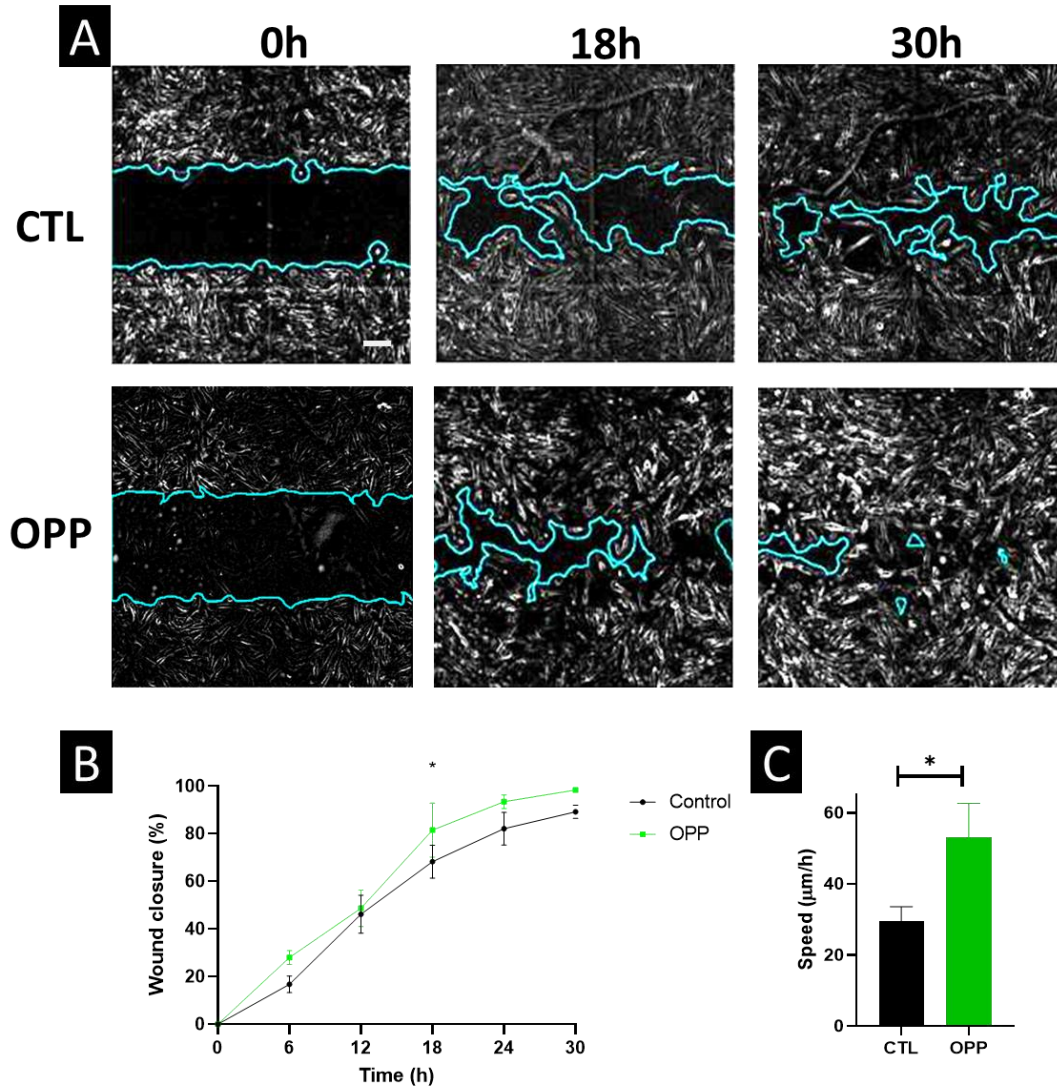 A
0h 18h 30h
CTL
OPP
B
*
Wound closure (%)
100
80
60
40
20
0
0 6 12 18 24 30
Time (h)
Control
OPP
C
*
Speed (μm/h)
60
40
20
0
CTL OPP